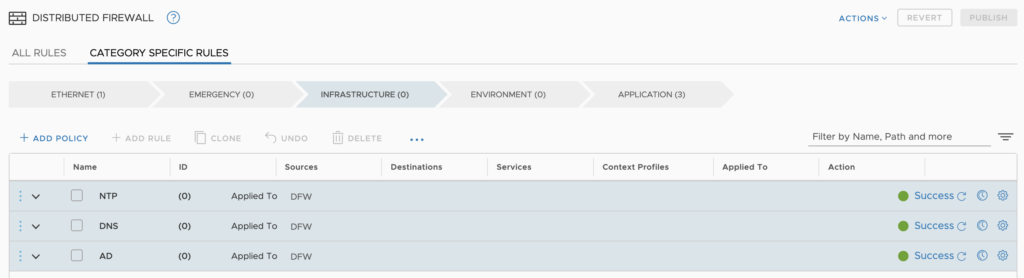 DISTRIBUTED FIREWALL ?
ACTIONS REVERT PUBLISH
ALL RULES CATEGORY SPECIFIC RULES
ETHERNET (1) EMERGENCY (0) INFRASTRUCTURE (0) ENVIRONMENT (0) APPLICATION (3)
+ ADD POLICY + ADD RULE CLONE UNDO DELETE ... Filter by Name, Path and more
Name ID Sources Destinations Services Context Profiles Applied To Action
NTP (0) Applied To DFW Success
DNS (0) Applied To DFW Success
AD (0) Applied To DFW Success